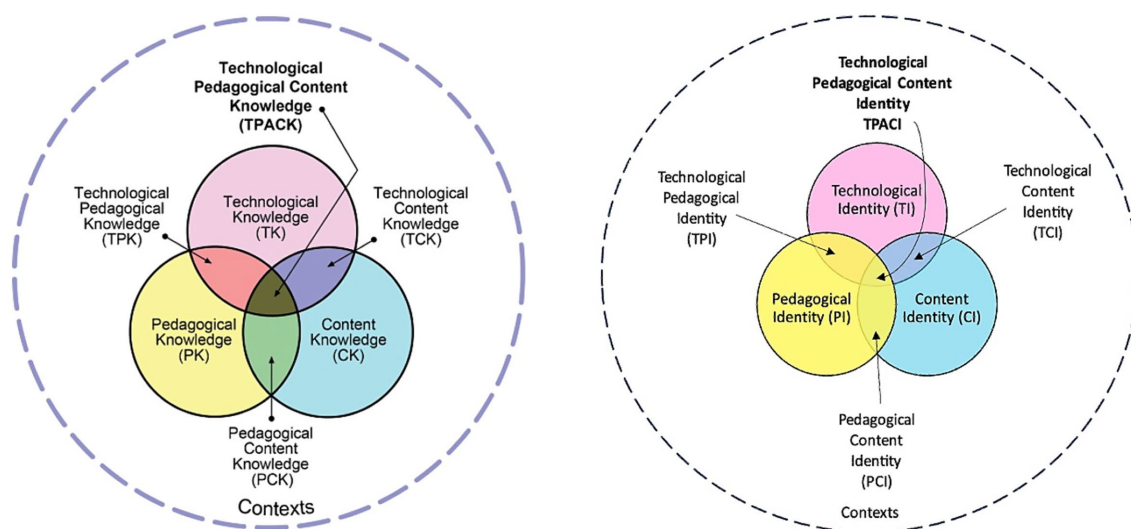 Technological
Pedagogical Content
Knowledge
(TPACK)
Technological
Pedagogical
Knowledge
(TPK)
Technological
Knowledge
(TK)
Technological
Content
Knowledge
(TCK)
Pedagogical
Knowledge
(PK)
Content
Knowledge
(CK)
Pedagogical
Content
Knowledge
(PCK)
Contexts
Technological
Pedagogical Content
Identity
TPACI
Technological
Pedagogical
Identity
(TPI)
Technological
Identity (TI)
Technological
Content
Identity
(TCI)
Pedagogical
Identity (PI)
Content
Identity (CI)
Pedagogical
Content
Identity
(PCI)
Contexts